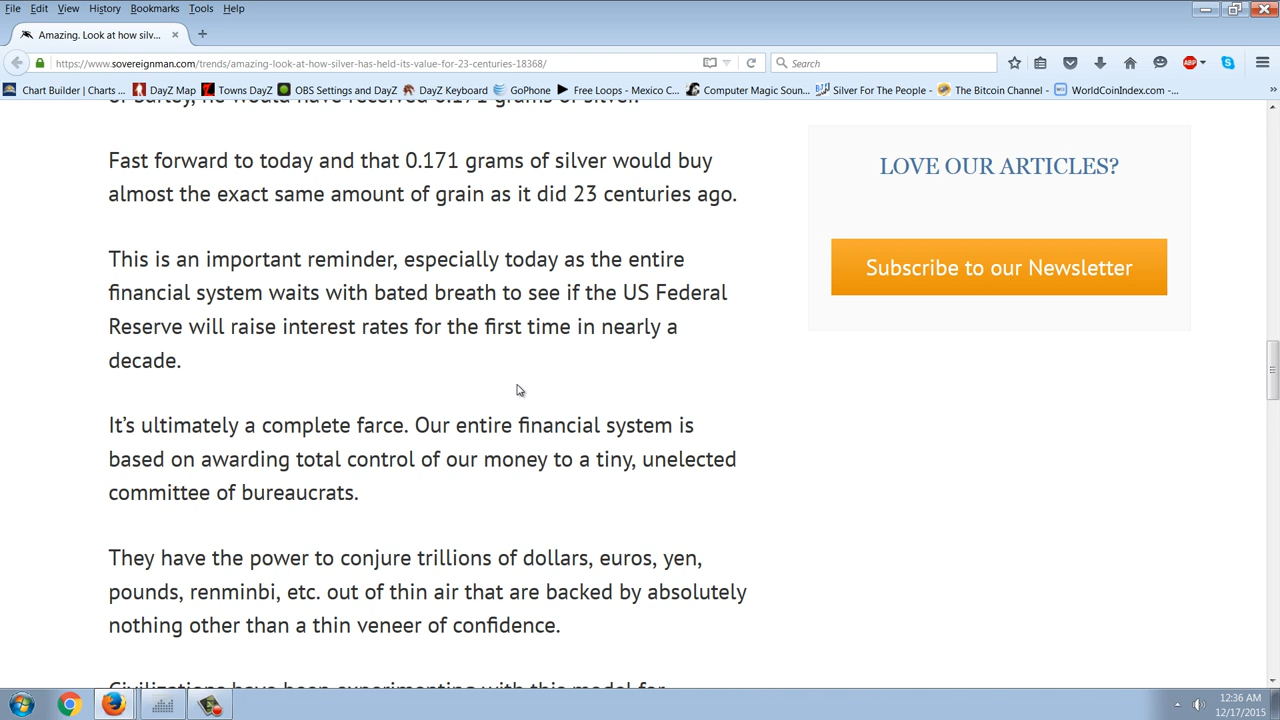 File Edit View History Bookmarks Tools Help
Amazing. Look at how silv...
https://www.sovereignman.com/trends/amazing-look-at-how-silver-has-held-its-value-for-23-centuries-18368/
Search
ABP
Chart Builder | Charts ... DayZ Map Towns DayZ OBS Settings and DayZ DayZ Keyboard GoPhone Free Loops - Mexico C... Computer Magic Soun... Silver For The People - The Bitcoin Channel - WorldCoinIndex.com -...
of barley, he would have received 0.171 grams of silver.
Fast forward to today and that 0.171 grams of silver would buy
almost the exact same amount of grain as it did 23 centuries ago.
This is an important reminder, especially today as the entire
financial system waits with bated breath to see if the US Federal
Reserve will raise interest rates for the first time in nearly a
decade.
It’s ultimately a complete farce. Our entire financial system is
based on awarding total control of our money to a tiny, unelected
committee of bureaucrats.
They have the power to conjure trillions of dollars, euros, yen,
pounds, renminbi, etc. out of thin air that are backed by absolutely
nothing other than a thin veneer of confidence.
Civilizations have been experimenting with this model for
LOVE OUR ARTICLES?
Subscribe to our Newsletter
12:36 AM
12/17/2015